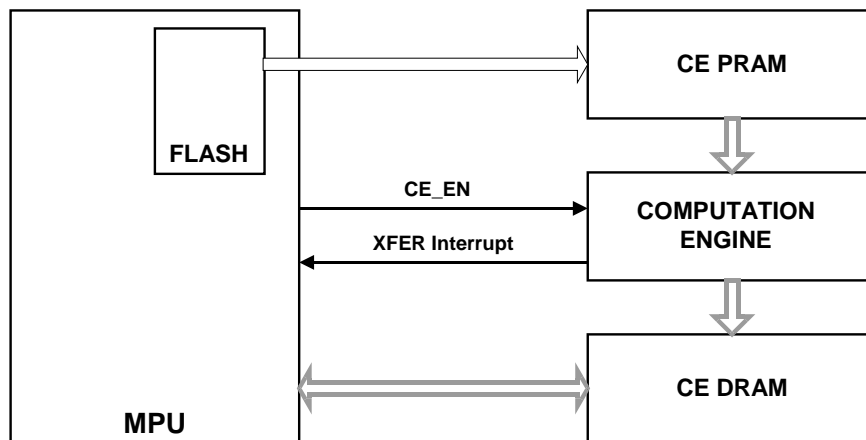 CE PRAM
FLASH
CE_EN
COMPUTATION
ENGINE
XFER Interrupt
CE DRAM
MPU